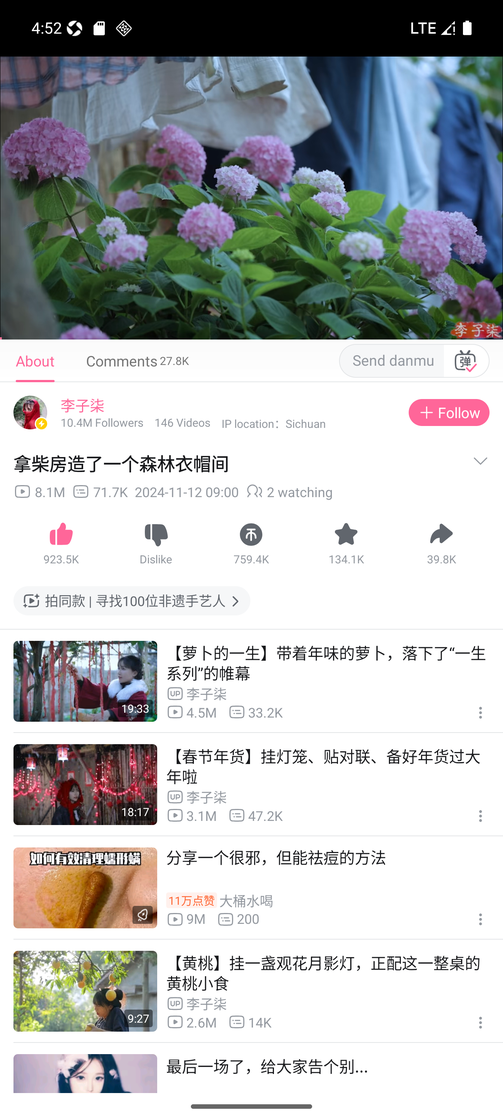 4:52
LTE
李子柒
About
Comments 27.8K
Send danmu
弹
李子柒
10.4M Followers 146 Videos IP location：Sichuan
+ Follow
拿柴房造了一个森林衣帽间
8.1M 71.7K 2024-11-12 09:00 2 watching
923.5K
Dislike
759.4K
134.1K
39.8K
拍同款 | 寻找100位非遗手艺人
19:33
【萝卜的一生】带着年味的萝卜，落下了“一生
系列”的帷幕
UP 李子柒
4.5M 33.2K
18:17
【春节年货】挂灯笼、贴对联、备好年货过大
年啦
UP 李子柒
3.1M 47.2K
如何有效清理蠕形螨
分享一个很邪，但能祛痘的方法
11万点赞 大桶水喝
9M 200
9:27
【黄桃】挂一盏观花月影灯，正配这一整桌的
黄桃小食
UP 李子柒
2.6M 14K
最后一场了，给大家告个别...